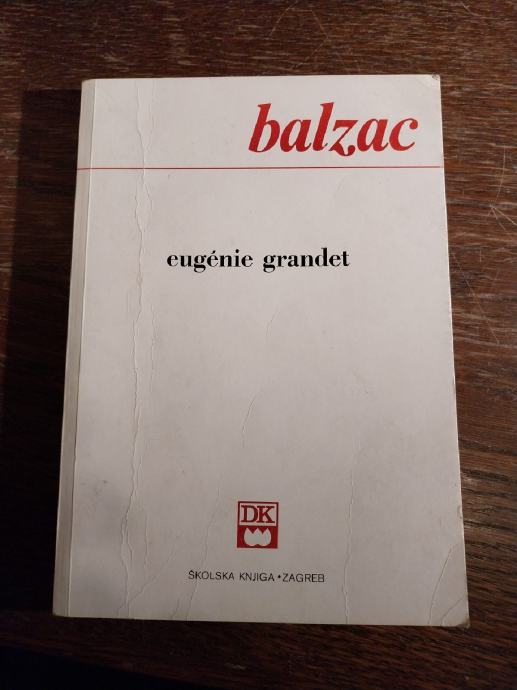 balzac
eugénie grandet
DK
ŠKOLSKA KNJIGA • ZAGREB